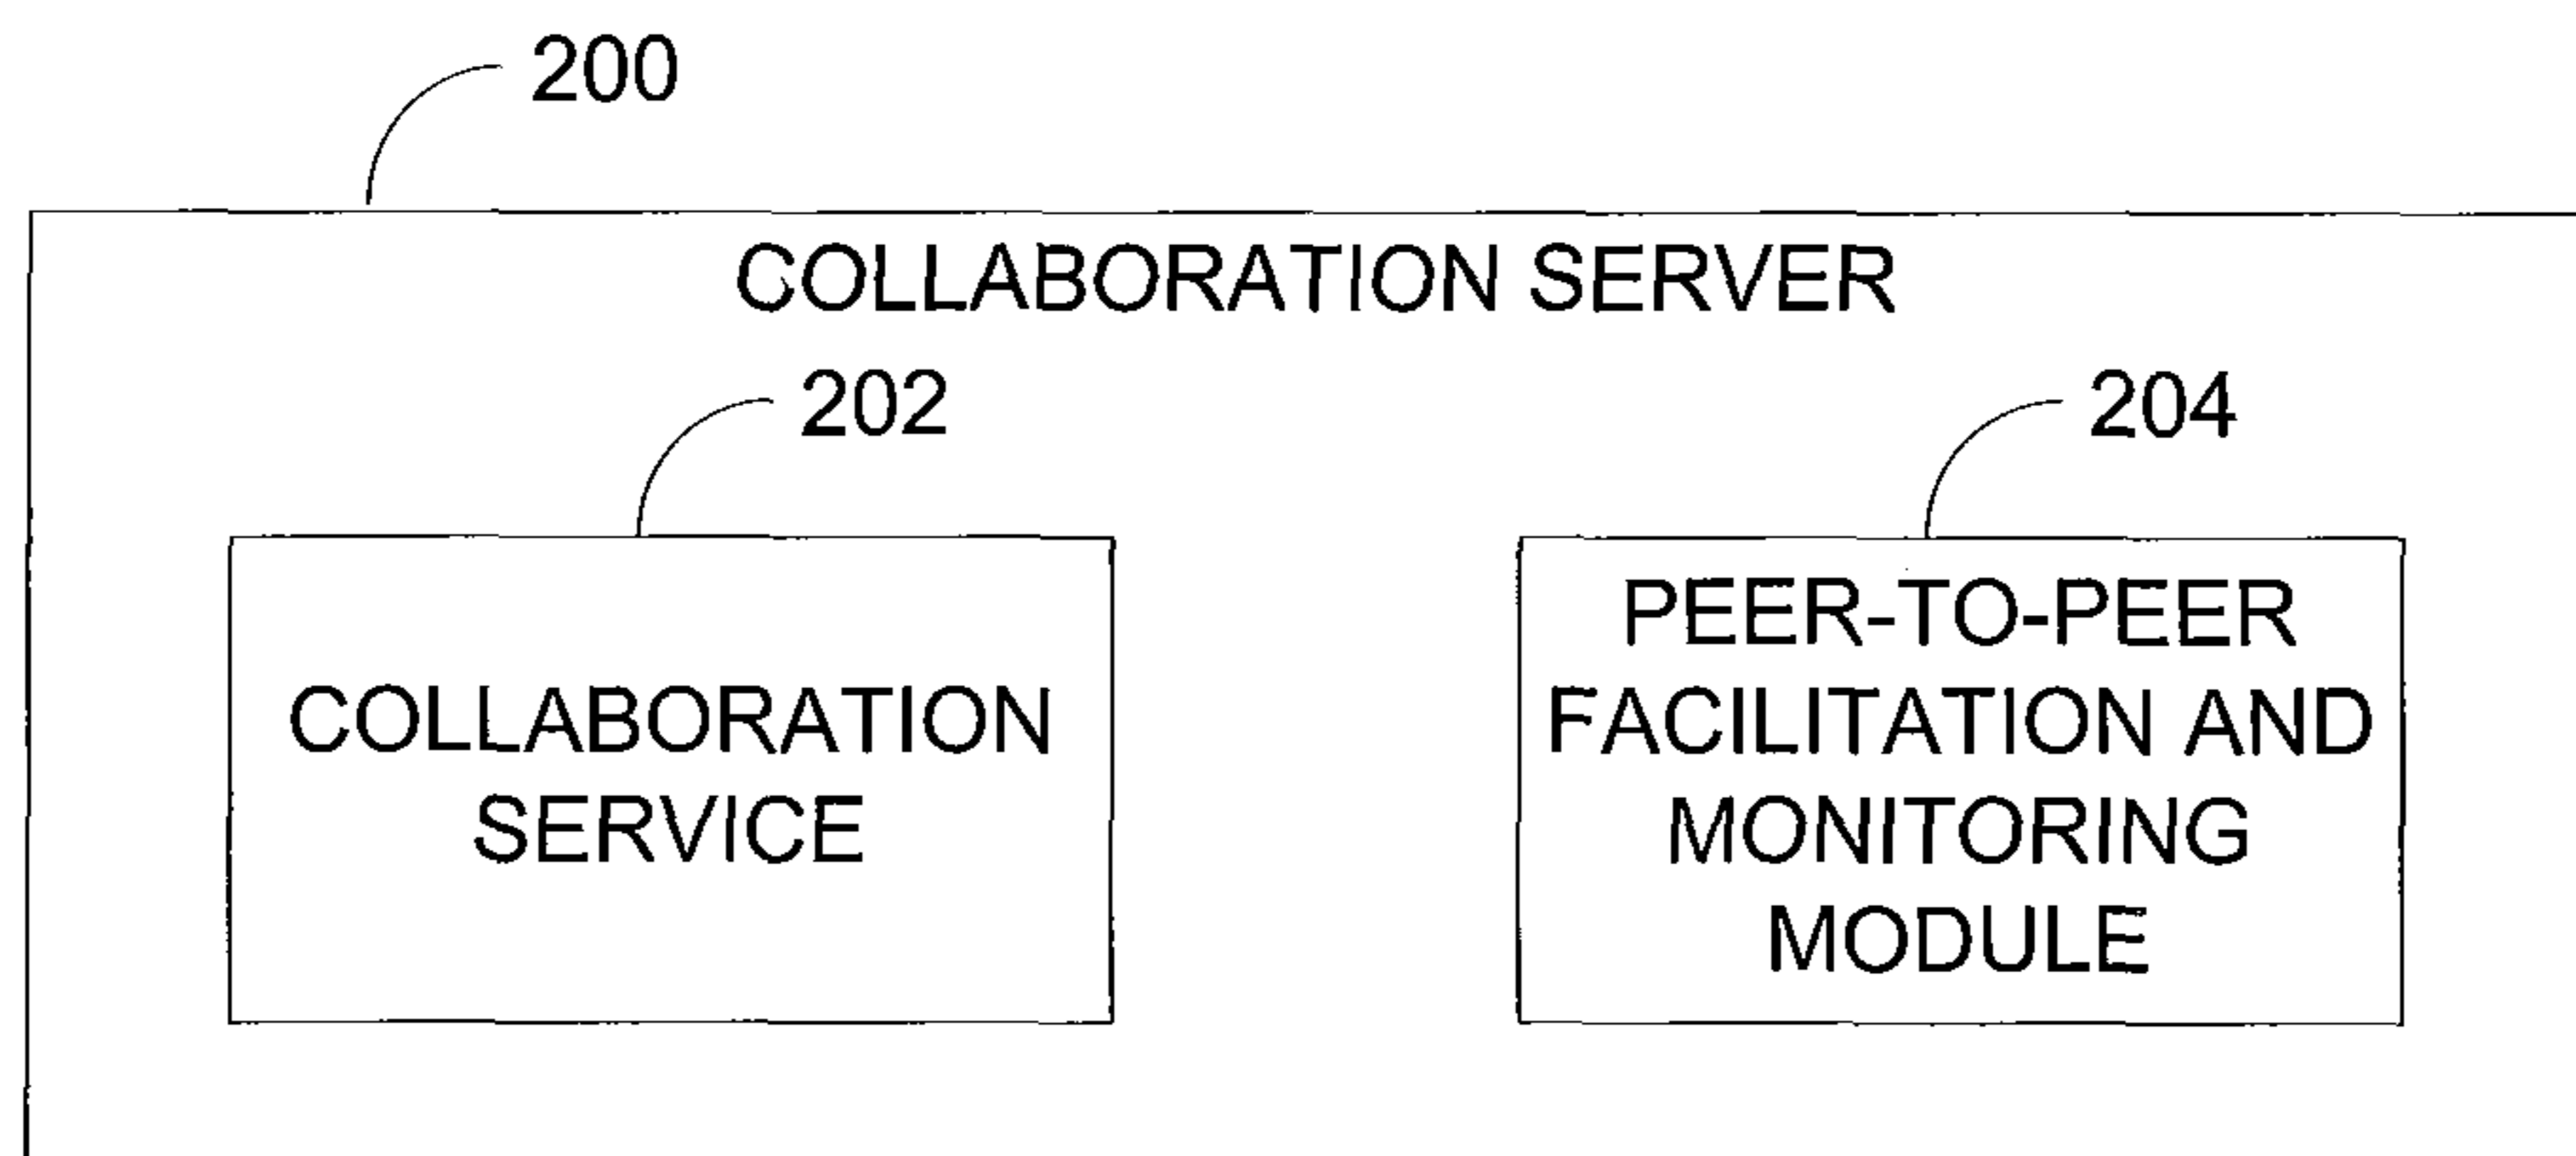 200
COLLABORATION SERVER
202
204
COLLABORATION
SERVICE
PEER-TO-PEER
FACILITATION AND
MONITORING
MODULE